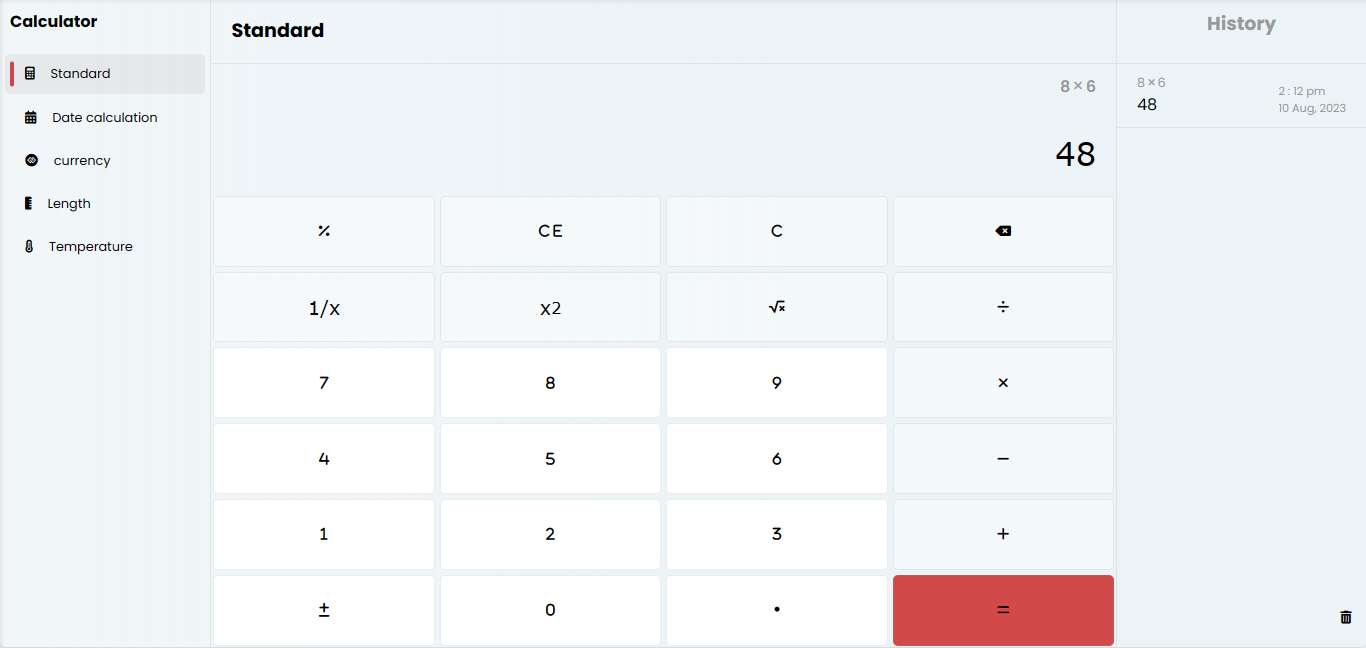 Calculator
Standard
Date calculation
currency
Length
Temperature
Standard
8 × 6
48
% CE C
1/x x2 √x ÷
7 8 9 ×
4 5 6 −
1 2 3 +
± 0 • =
History
8 × 6
48
2 : 12 pm
10 Aug, 2023